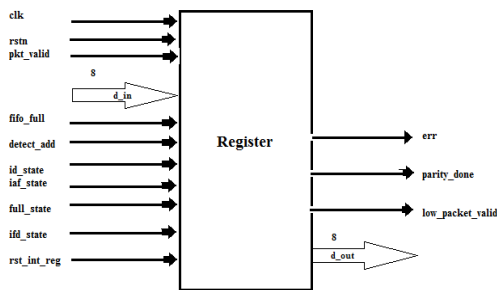 clk
rstn
pkt_valid
8
d_in
fifo_full
detect_add
id_state
iaf_state
full_state
ifd_state
rst_int_reg
Register
err
parity_done
low_packet_valid
8
d_out